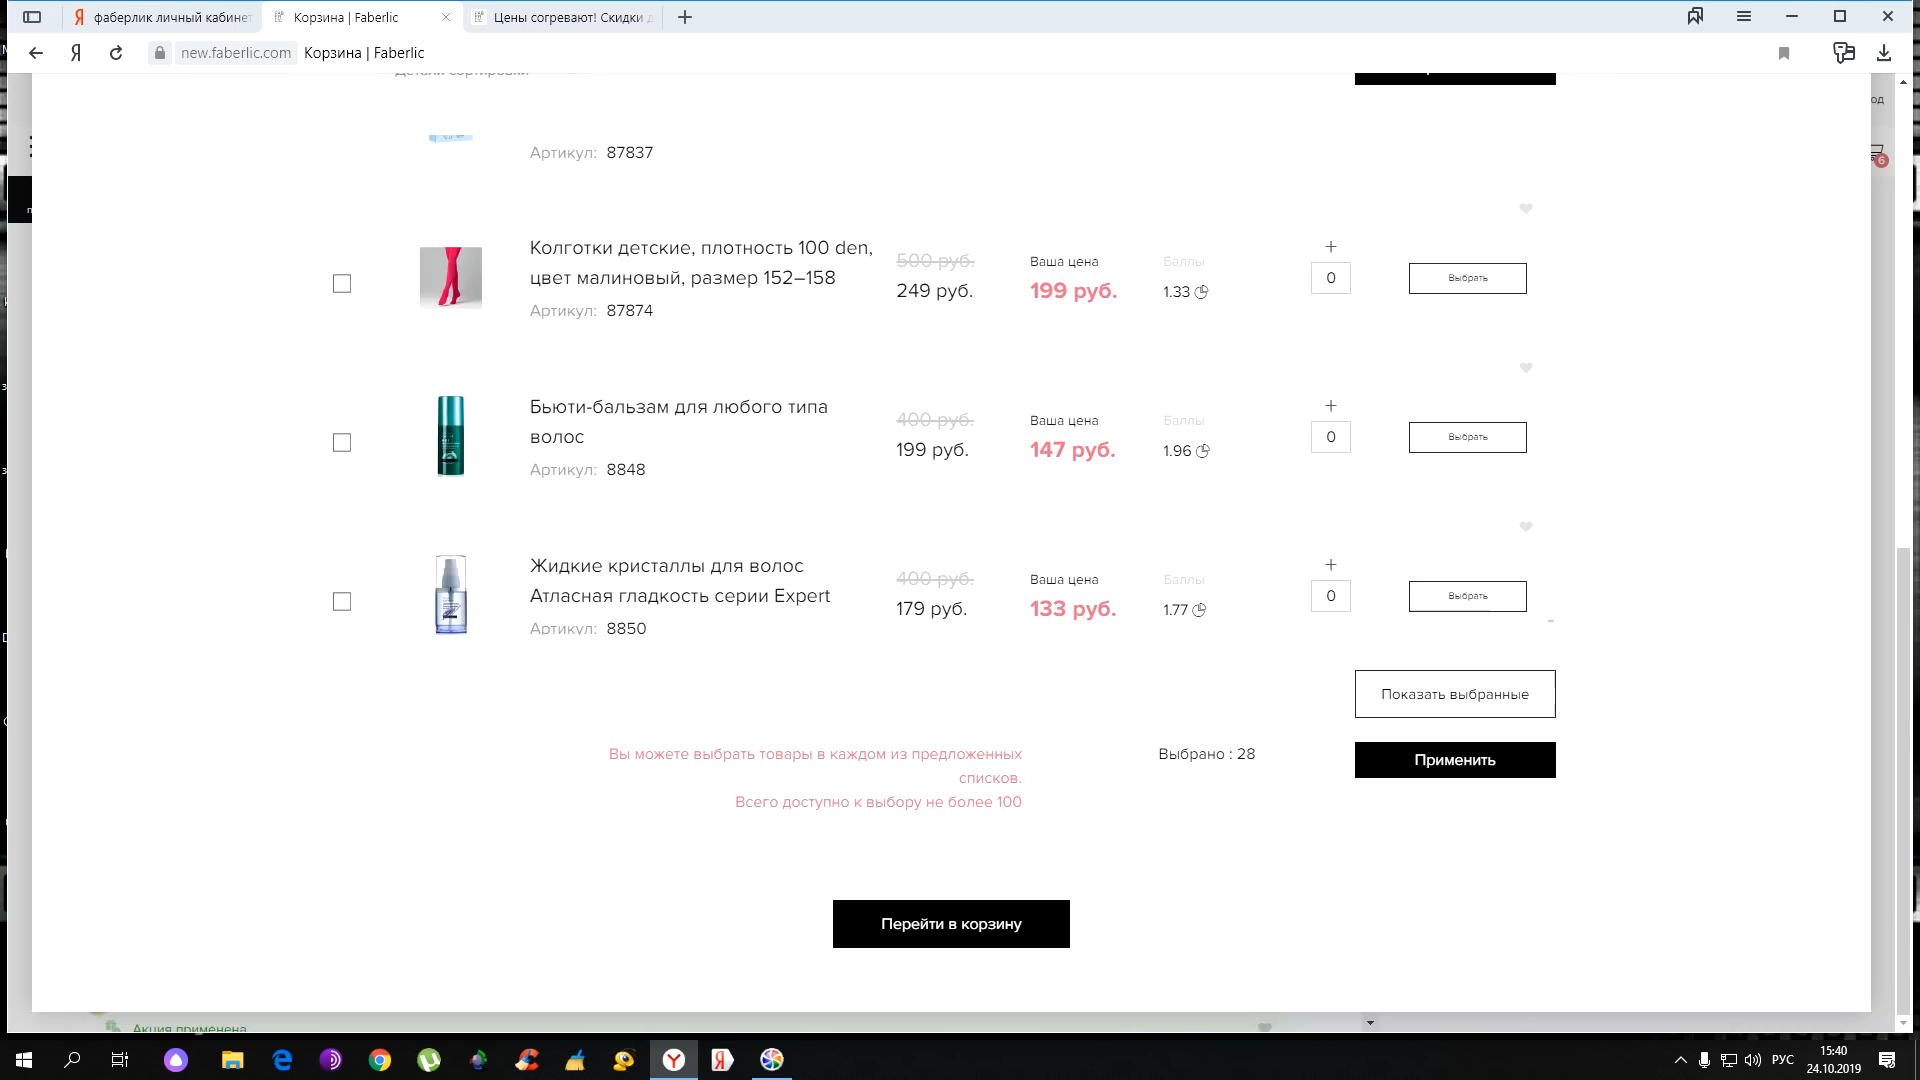 фаберлик личный кабинет
Корзина | Faberlic
Цены согревают! Скидки д
Я
new.faberlic.com
Корзина | Faberlic
Детали сортировки
од
Артикул: 87837
6
Колготки детские, плотность 100 den,
цвет малиновый, размер 152–158
Артикул: 87874
500 руб.
249 руб.
Ваша цена
199 руб.
Баллы
1.33
+
0
Выбрать
Бьюти-бальзам для любого типа
волос
Артикул: 8848
400 руб.
199 руб.
Ваша цена
147 руб.
Баллы
1.96
+
0
Выбрать
Жидкие кристаллы для волос
Атласная гладкость серии Expert
Артикул: 8850
400 руб.
179 руб.
Ваша цена
133 руб.
Баллы
1.77
+
0
Выбрать
Показать выбранные
Вы можете выбрать товары в каждом из предложенных
списков.
Всего доступно к выбору не более 100
Выбрано : 28
Применить
Перейти в корзину
Акция применена
РУС
15:40
24.10.2019